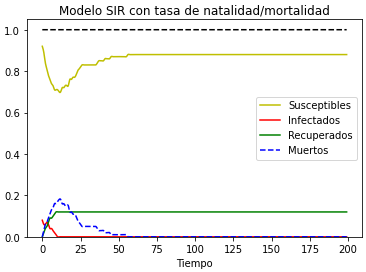 Modelo SIR con tasa de natalidad/mortalidad
1.0
0.8
0.6
0.4
0.2
0.0
Susceptibles
Infectados
Recuperados
Muertos
0 25 50 75 100 125 150 175 200
Tiempo